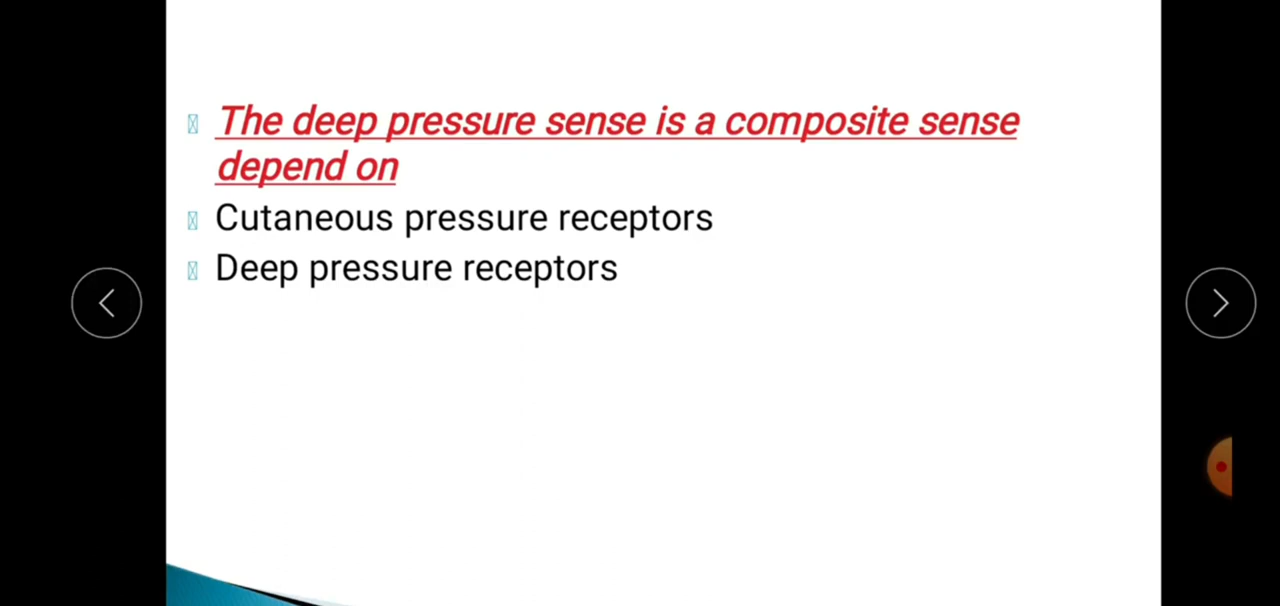 The deep pressure sense is a composite sense
depend on
Cutaneous pressure receptors
Deep pressure receptors